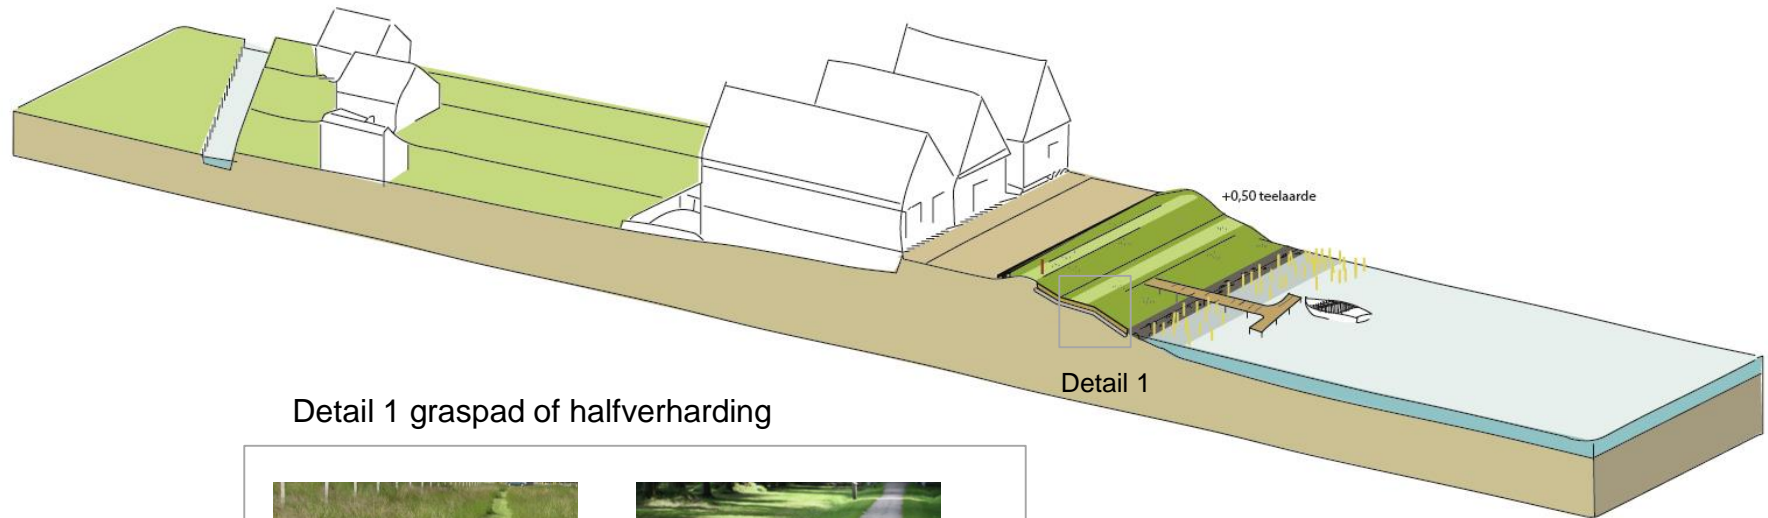 +0,50 teelaarde
Detail 1
Detail 1 graspad of halfverharding